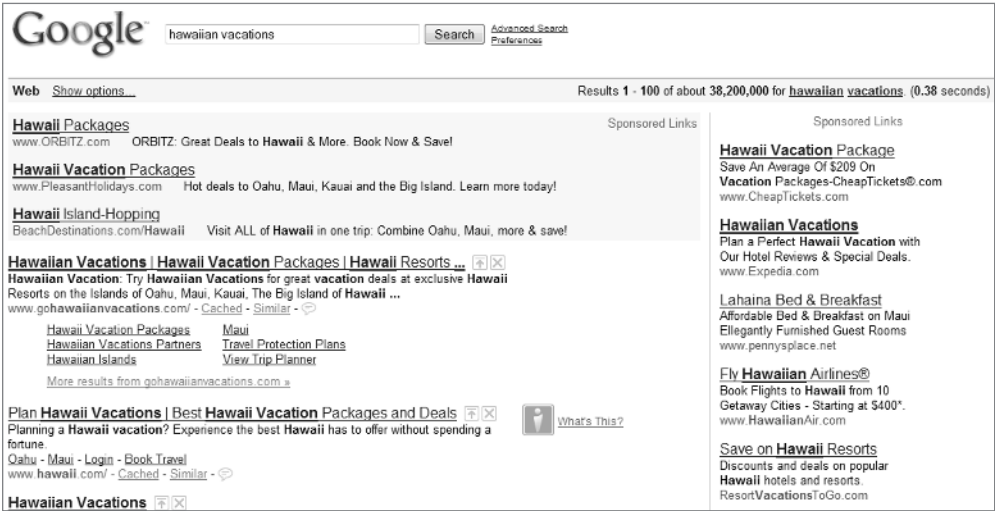 Google™
hawaiian vacations
Search
Advanced Search
Preferences
Web Show options...
Results 1 - 100 of about 38,200,000 for hawaiian vacations. (0.38 seconds)
Sponsored Links
Hawaii Packages
www.ORBITZ.com ORBITZ: Great Deals to Hawaii & More. Book Now & Save!
Hawaii Vacation Packages
www.PleasantHolidays.com Hot deals to Oahu, Maui, Kauai and the Big Island. Learn more today!
Hawaii Island-Hopping
BeachDestinations.com/Hawaii Visit ALL of Hawaii in one trip: Combine Oahu, Maui, more & save!
Hawaiian Vacations | Hawaii Vacation Packages | Hawaii Resorts ...
Hawaiian Vacation: Try Hawaiian Vacations for great vacation deals at exclusive Hawaii
Resorts on the Islands of Oahu, Maui, Kauai, The Big Island of Hawaii ...
www.gohawaiianvacations.com/ - Cached - Similar -
Hawaii Vacation Packages Maui
Hawaiian Vacations Partners Travel Protection Plans
Hawaiian Islands View Trip Planner
More results from gohawaiianvacations.com »
Plan Hawaii Vacations | Best Hawaii Vacation Packages and Deals
What's This?
Planning a Hawaii vacation? Experience the best Hawaii has to offer without spending a
fortune.
Oahu - Maui - Login - Book Travel
www.hawaii.com/ - Cached - Similar -
Hawaiian Vacations
Sponsored Links
Hawaii Vacation Package
Save An Average Of $209 On
Vacation Packages-CheapTickets®.com
www.CheapTickets.com
Hawaiian Vacations
Plan a Perfect Hawaii Vacation with
Our Hotel Reviews & Special Deals.
www.Expedia.com
Lahaina Bed & Breakfast
Affordable Bed & Breakfast on Maui
Ellegantly Furnished Guest Rooms
www.pennysplace.net
Fly Hawaiian Airlines®
Book Flights to Hawaii from 10
Getaway Cities - Starting at $400*.
www.HawaiianAir.com
Save on Hawaii Resorts
Discounts and deals on popular
Hawaii hotels and resorts.
ResortVacationsToGo.com